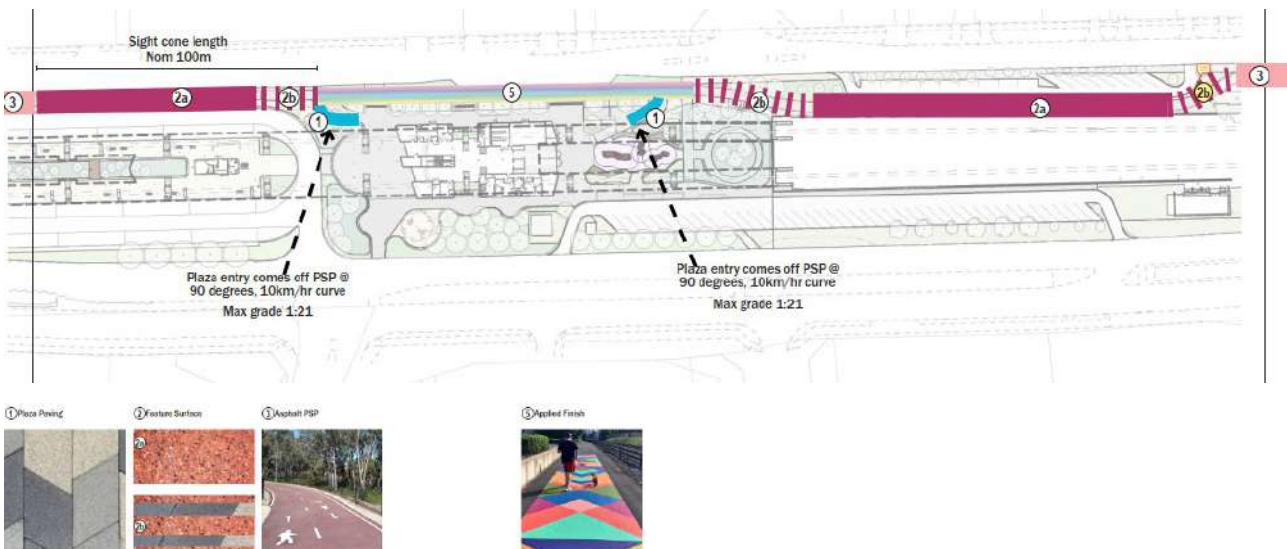 Sight cone length
Nom 100m
3
2a
2b
5
2b
2a
2b
3
1
1
Plaza entry comes off PSP @
90 degrees, 10km/hr curve
Max grade 1:21
Plaza entry comes off PSP @
90 degrees, 10km/hr curve
Max grade 1:21
1 Plaza Paving
2 Feature Surface
3 Asphalt PSP
5 Applied Finish
2a
2b